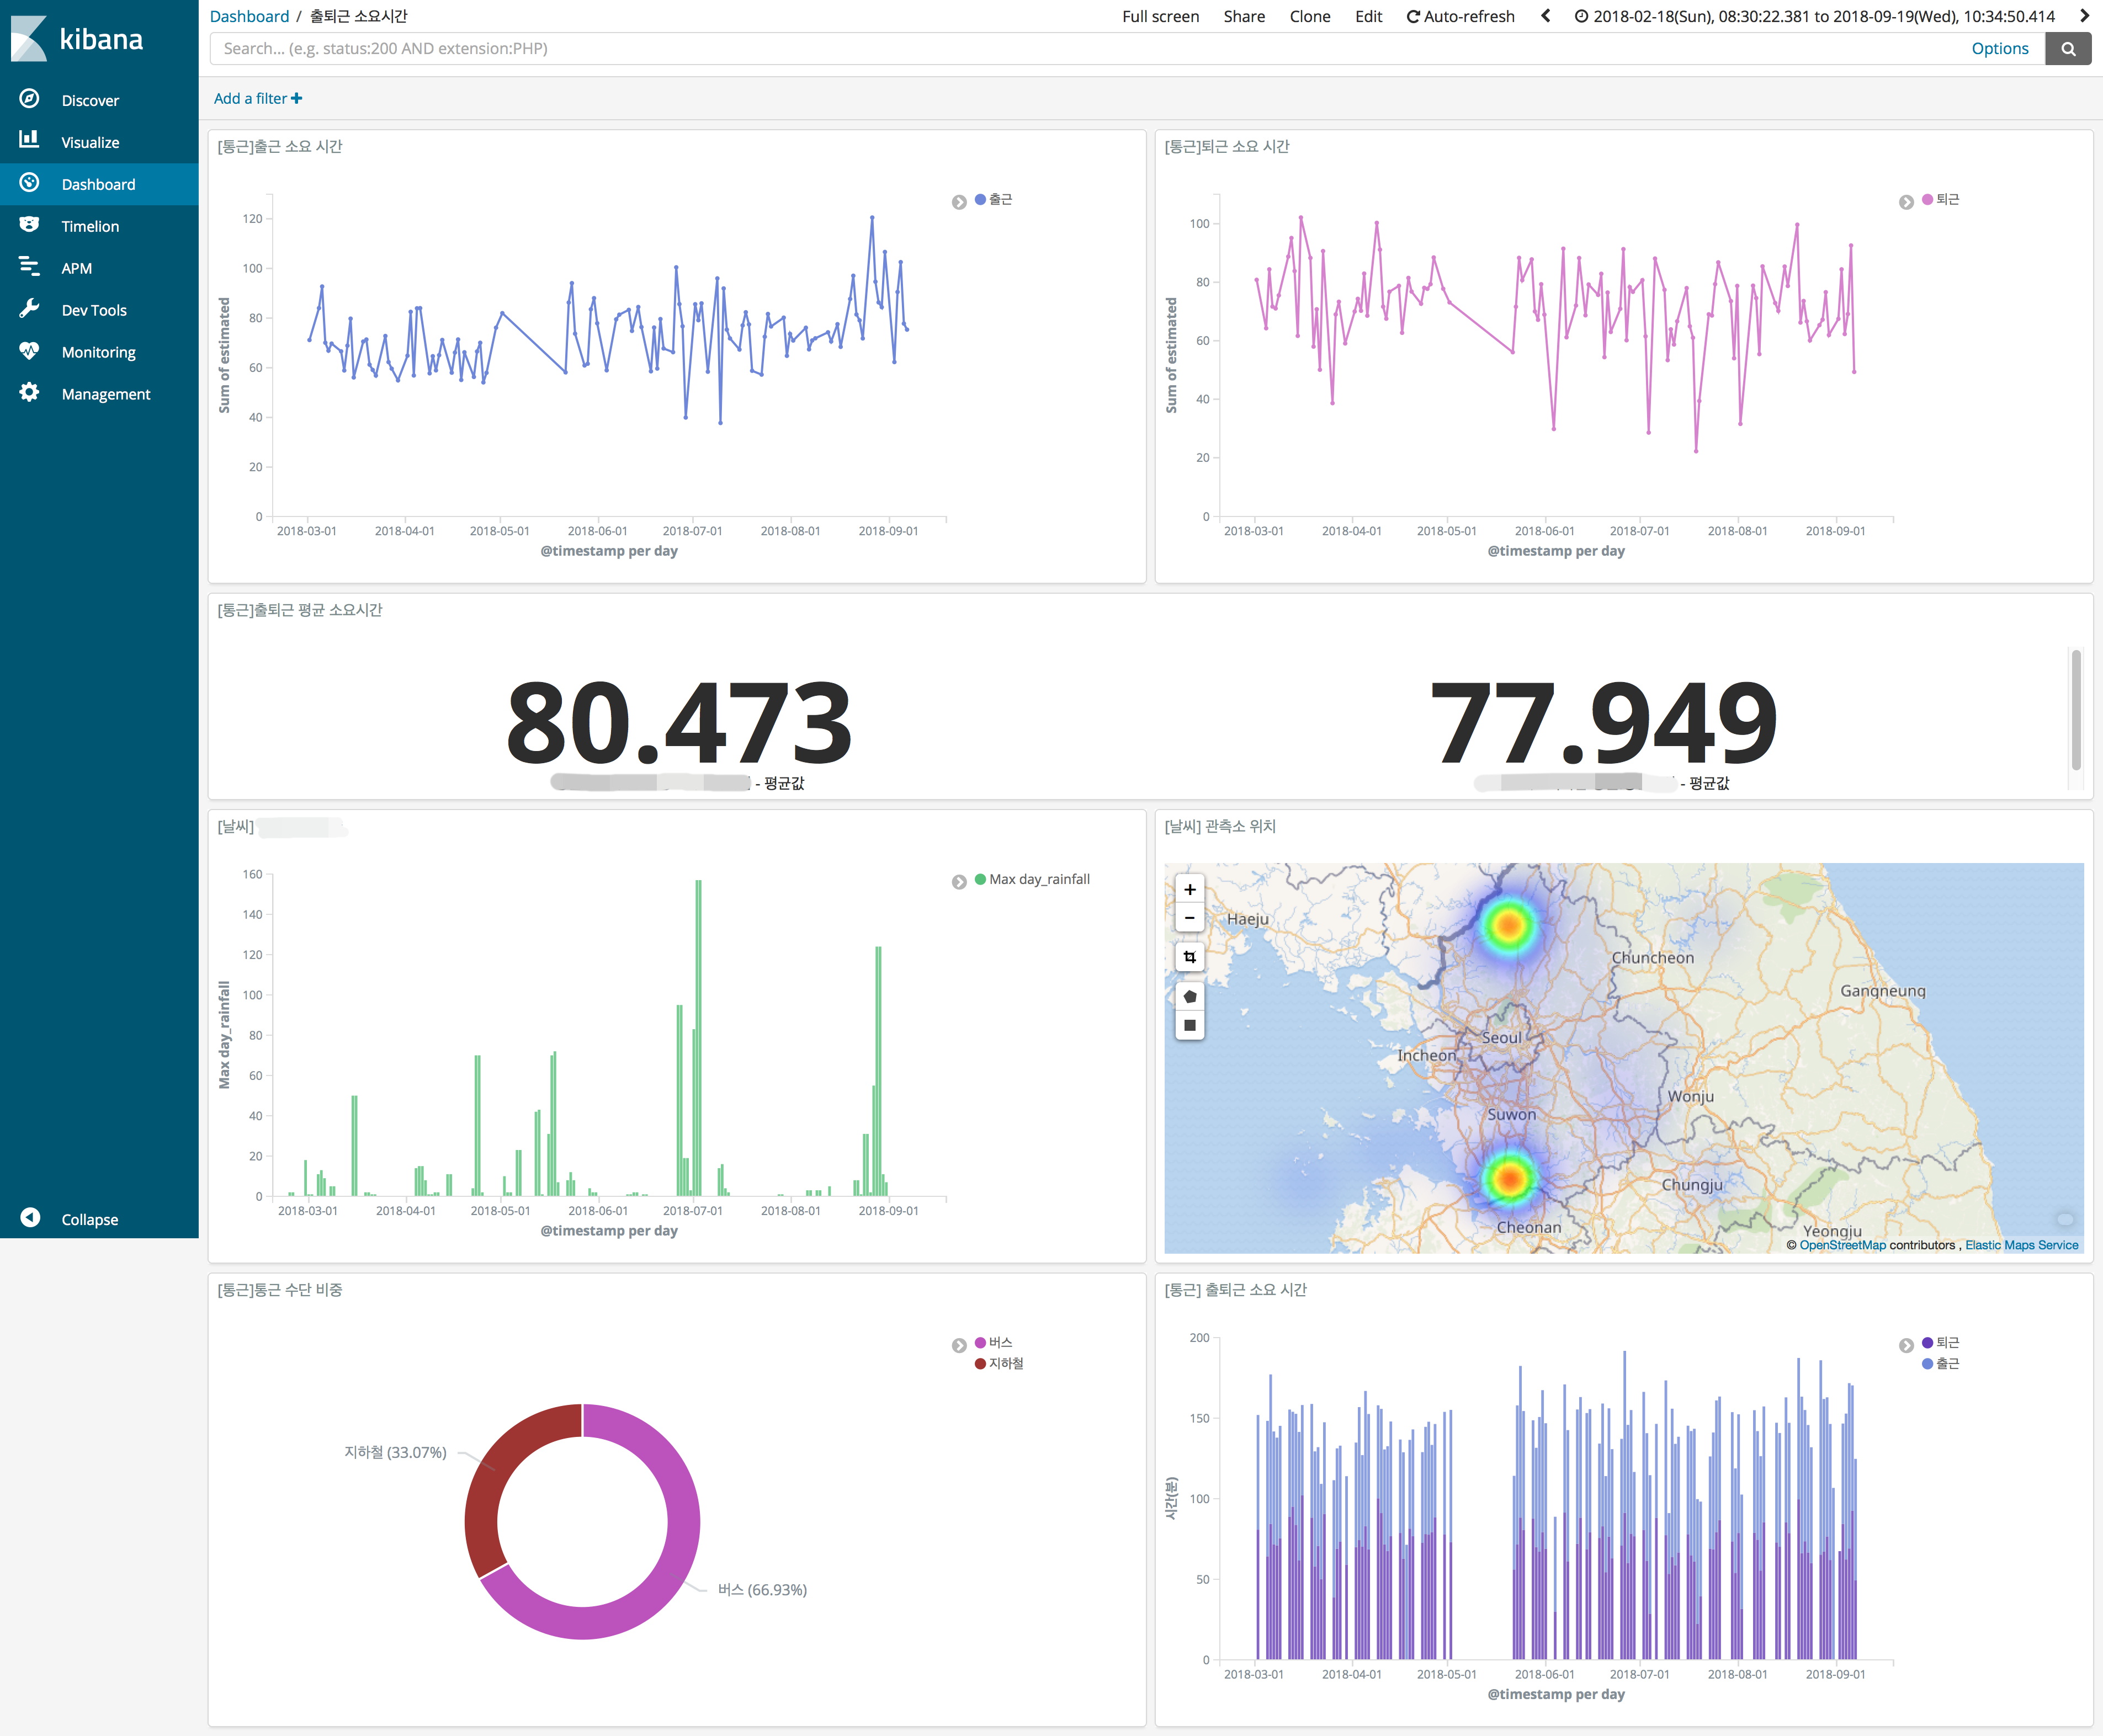 kibana
Discover
Visualize
Dashboard
Timelion
APM
Dev Tools
Monitoring
Management
Collapse
Dashboard / 출퇴근 소요시간
Full screen Share Clone Edit Auto-refresh 2018-02-18(Sun), 08:30:22.381 to 2018-09-19(Wed), 10:34:50.414
Search... (e.g. status:200 AND extension:PHP) Options
Add a filter
[통근]출근 소요 시간
출근
120
100
80
60
40
20
0
Sum of estimated
2018-03-01 2018-04-01 2018-05-01 2018-06-01 2018-07-01 2018-08-01 2018-09-01
@timestamp per day
[통근]퇴근 소요 시간
퇴근
100
80
60
40
20
0
Sum of estimated
2018-03-01 2018-04-01 2018-05-01 2018-06-01 2018-07-01 2018-08-01 2018-09-01
@timestamp per day
[통근]출퇴근 평균 소요시간
80.473
- 평균값
77.949
- 평균값
[날씨]
Max day_rainfall
160
140
120
100
80
60
40
20
0
Max day_rainfall
2018-03-01 2018-04-01 2018-05-01 2018-06-01 2018-07-01 2018-08-01 2018-09-01
@timestamp per day
[날씨] 관측소 위치
Haeju
Chuncheon
Gangneung
Seoul
Incheon
Wonju
Suwon
Chungju
Cheonan
Yeongju
© OpenStreetMap contributors , Elastic Maps Service
[통근]통근 수단 비중
버스
지하철
지하철 (33.07%)
버스 (66.93%)
[통근] 출퇴근 소요 시간
퇴근
출근
200
150
100
50
0
시간(분)
2018-03-01 2018-04-01 2018-05-01 2018-06-01 2018-07-01 2018-08-01 2018-09-01
@timestamp per day